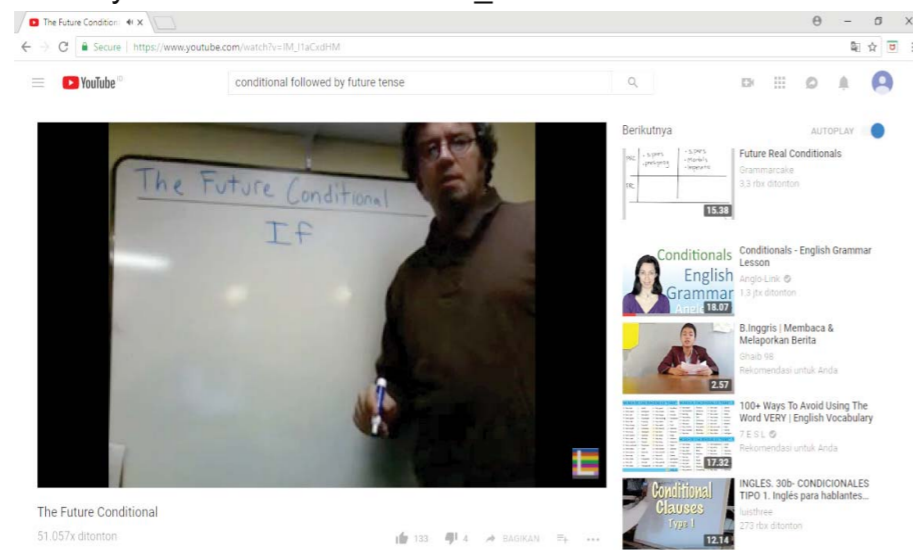 The Future Condition
Secure https://www.youtube.com/watch?v=IM_I1aCxdHM
YouTube ID
conditional followed by future tense
The Future Conditional
If
The Future Conditional
51.057x ditonton
133 4 BAGIKAN
Berikutnya AUTOPLAY
15.38
Future Real Conditionals
Grammarcake
3,3 rbx ditonton
Conditionals
English
Grammar
18.07
Conditionals - English Grammar
Lesson
Anglo-Link
1,3 jtx ditonton
2.57
B.Inggris | Membaca &
Melaporkan Berita
Ghaib 98
Rekomendasi untuk Anda
17.32
100+ Ways To Avoid Using The
Word VERY | English Vocabulary
T E S L
Rekomendasi untuk Anda
Conditional
Clauses
Type 1
12.14
INGLES. 30b- CONDICIONALES
TIPO 1. Inglés para hablantes...
luisthree
273 rbx ditonton